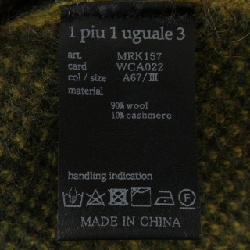 1 piu 1 uguale 3
art. MRK157
card WCA022
col / size A67/III
material
90% wool
10% cashmere
handling indication
MADE IN CHINA